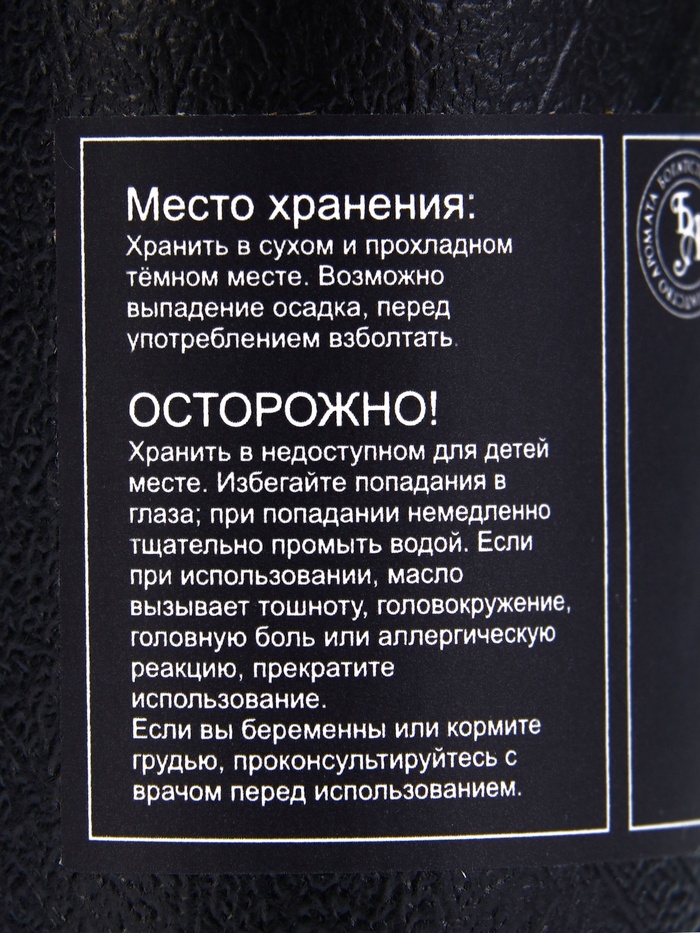 Место хранения:
Хранить в сухом и прохладном
тёмном месте. Возможно
выпадение осадка, перед
употреблением взболтать.
ОСТОРОЖНО!
Хранить в недоступном для детей
месте. Избегайте попадания в
глаза; при попадании немедленно
тщательно промыть водой. Если
при использовании, масло
вызывает тошноту, головокружение,
головную боль или аллергическую
реакцию, прекратите
использование.
Если вы беременны или кормите
грудью, проконсультируйтесь с
врачом перед использованием.
АРОМАТА